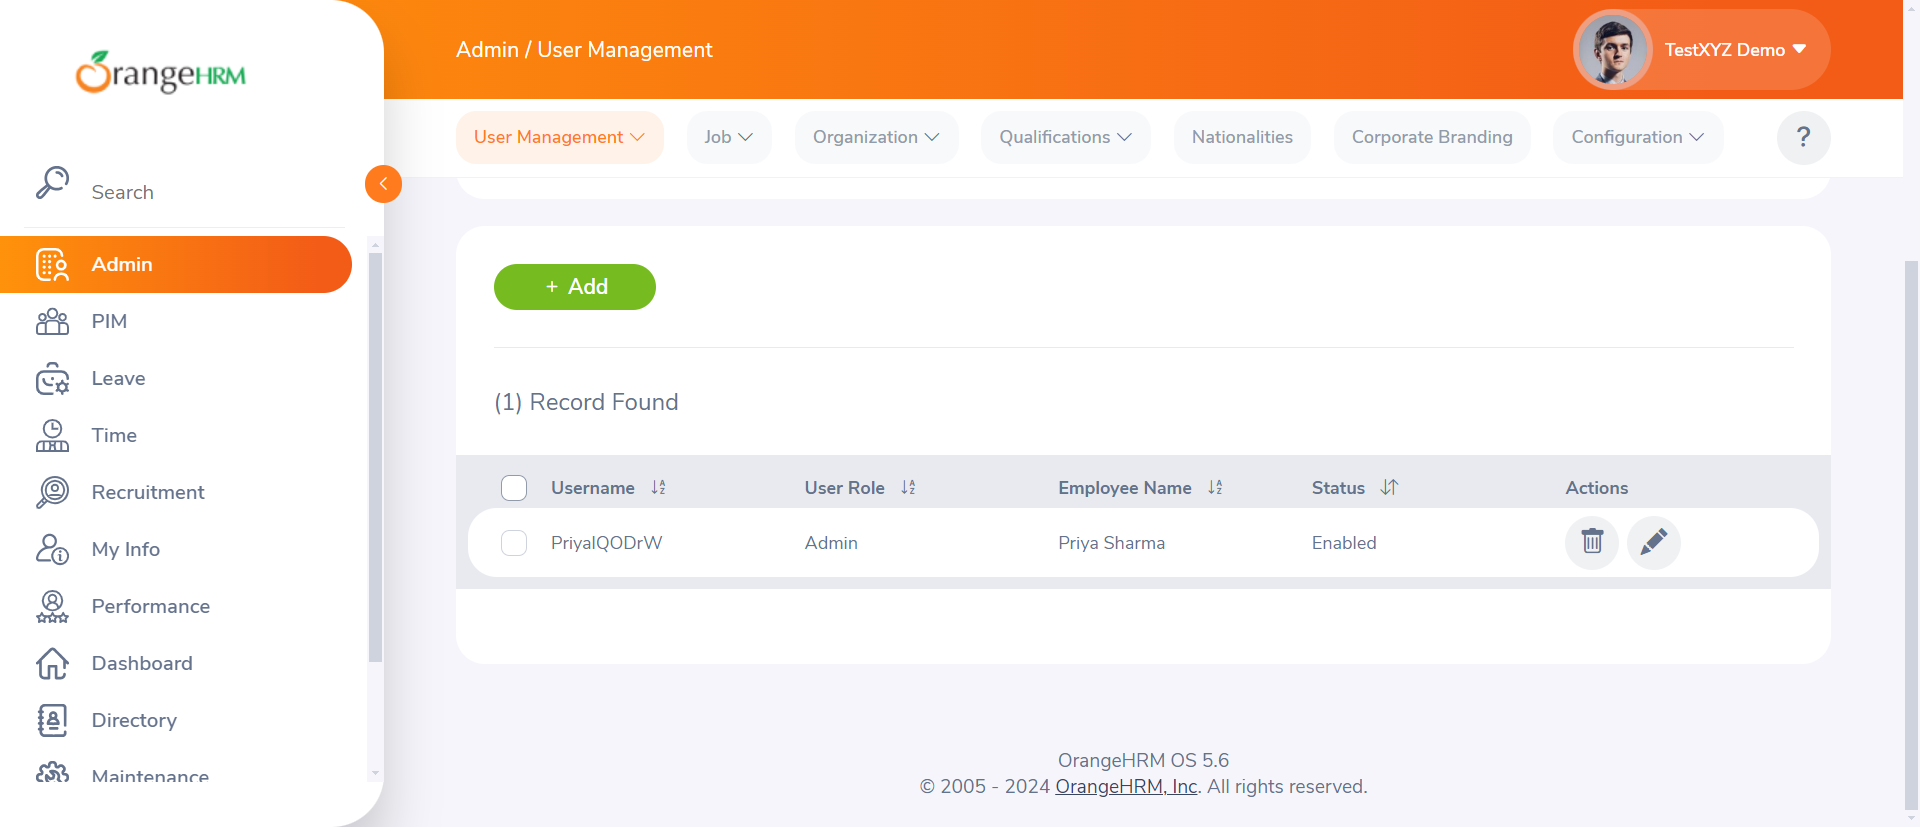 OrangeHRM
Search
Admin
PIM
Leave
Time
Recruitment
My Info
Performance
Dashboard
Directory
Maintenance
Admin / User Management
TestXYZ Demo
User Management
Job
Organization
Qualifications
Nationalities
Corporate Branding
Configuration
?
+ Add
(1) Record Found
Username User Role Employee Name Status Actions
PriyalQODrW Admin Priya Sharma Enabled
OrangeHRM OS 5.6
© 2005 - 2024 OrangeHRM, Inc. All rights reserved.